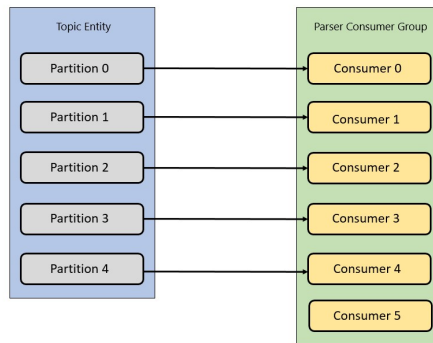 Topic Entity
Parser Consumer Group
Partition 0
Consumer 0
Partition 1
Consumer 1
Partition 2
Consumer 2
Partition 3
Consumer 3
Partition 4
Consumer 4
Consumer 5